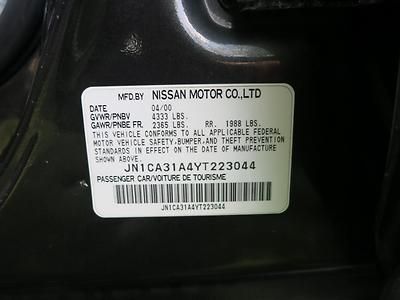 MFD.BY NISSAN MOTOR CO.,LTD
DATE 04/00
GVWR/PNBV 4333 LBS.
GAWR/PNBE FR. 2365 LBS. RR. 1988 LBS.
THIS VEHICLE CONFORMS TO ALL APPLICABLE FEDERAL
MOTOR VEHICLE SAFETY,BUMPER,AND THEFT PREVENTION
STANDARDS IN EFFECT ON THE DATE OF MANUFACTURE
SHOWN ABOVE.
JN1CA31A4YT223044
PASSENGER CAR/VOITURE DE TOURISME
JN1CA31A4YT223044